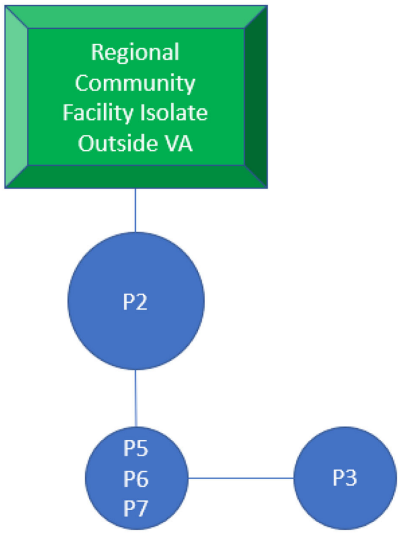 Regional
Community
Facility Isolate
Outside VA
P2
P5
P6
P7
P3